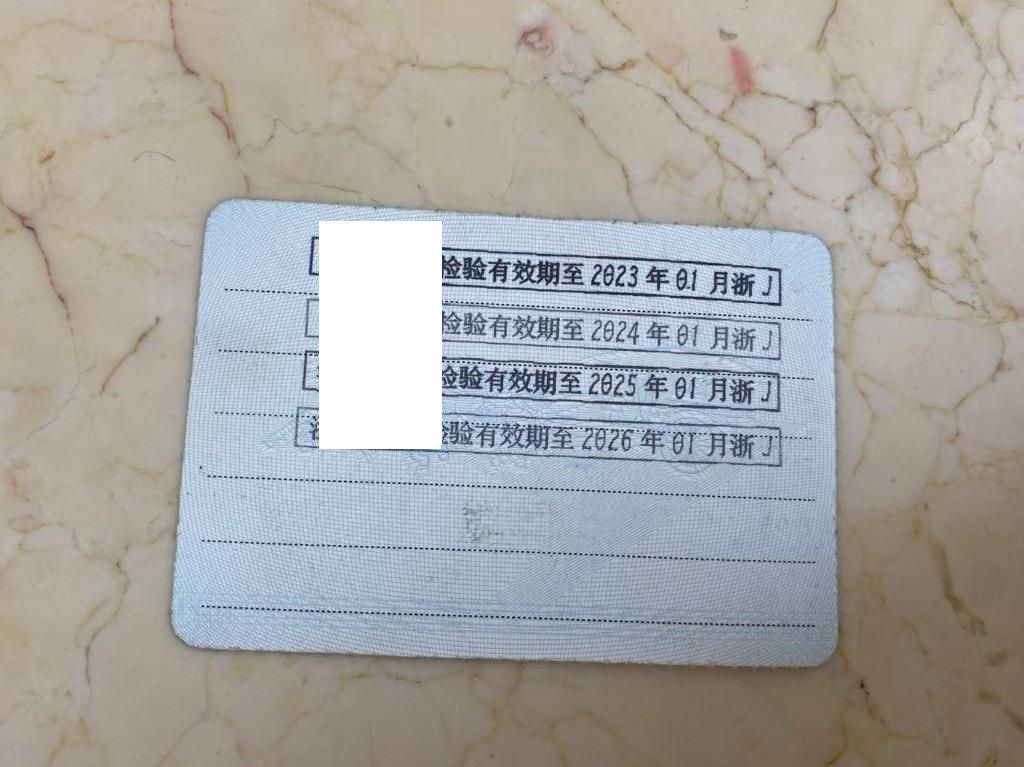 检验有效期至 2023 年 01 月浙 J
检验有效期至 2024 年 01 月浙 J
检验有效期至 2025 年 01 月浙 J
检验有效期至 2026 年 01 月浙 J